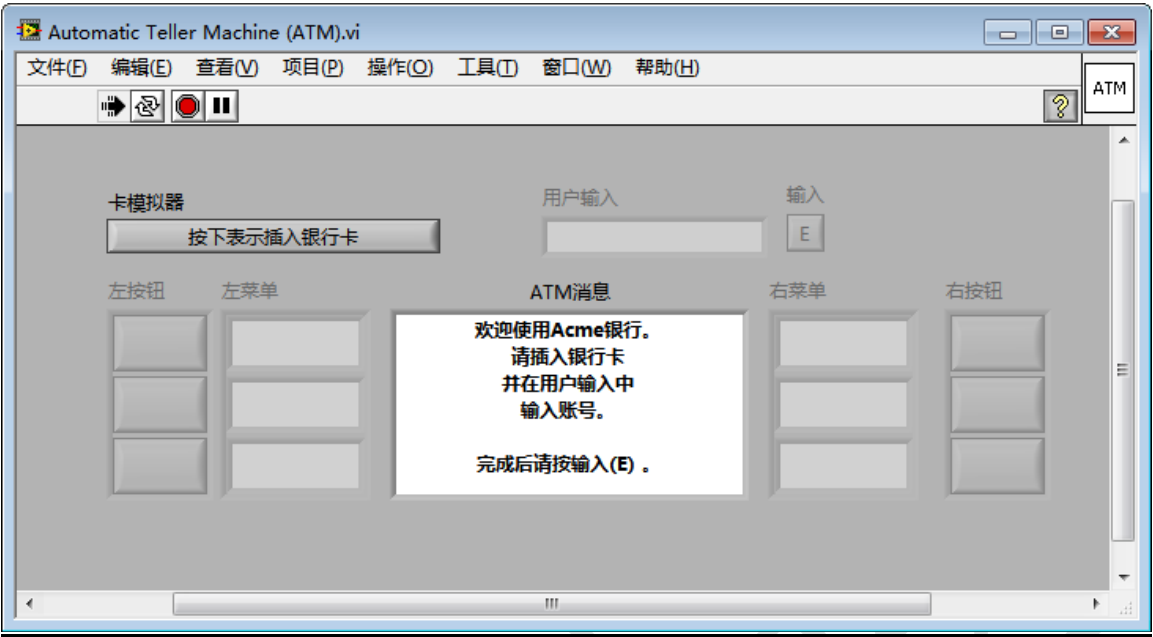 Automatic Teller Machine (ATM).vi
文件(F) 编辑(E) 查看(V) 项目(P) 操作(O) 工具(T) 窗口(W) 帮助(H)
ATM
卡模拟器
用户输入
输入
按下表示插入银行卡
E
左按钮
左菜单
ATM消息
右菜单
右按钮
欢迎使用Acme银行。
请插入银行卡
并在用户输入中
输入账号。
完成后请按输入(E) 。